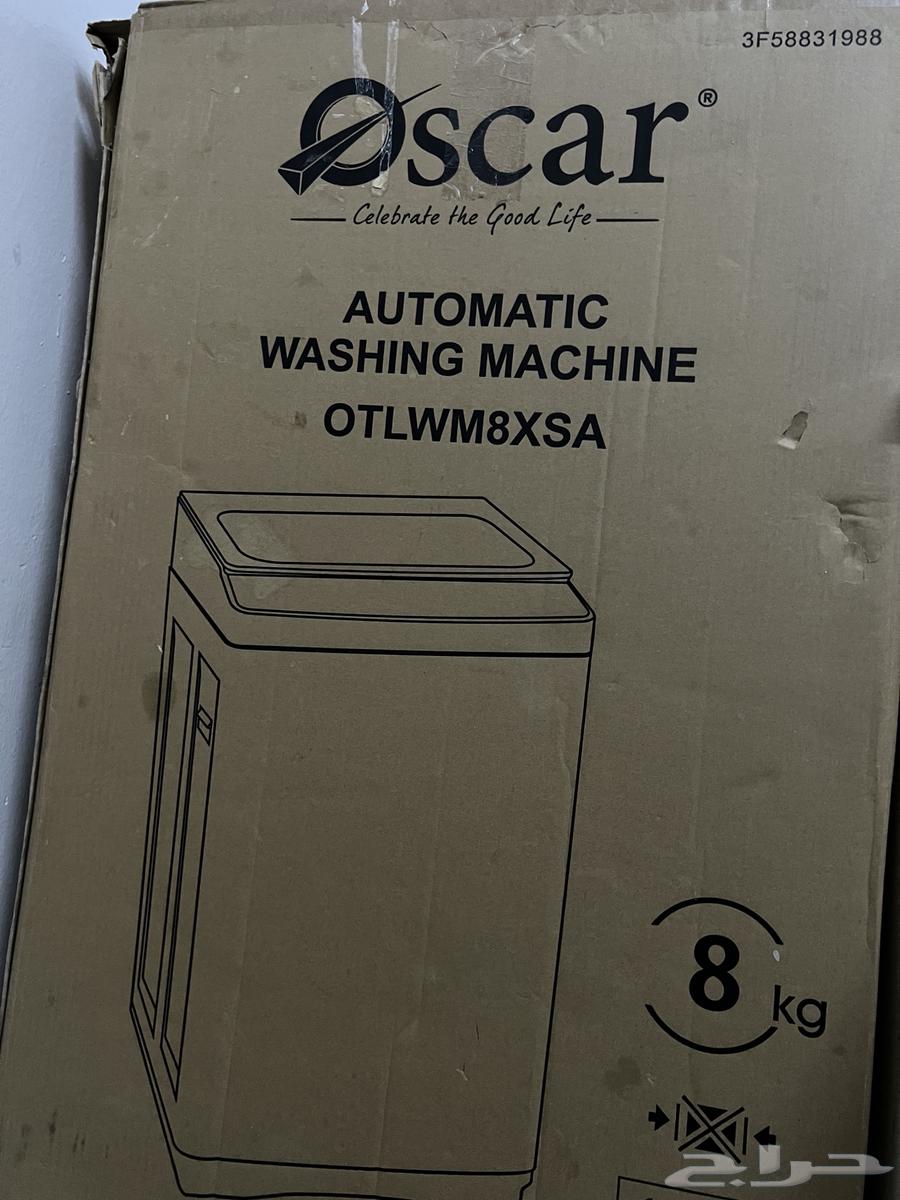 3F58831988
Oscar®
Celebrate the Good Life
AUTOMATIC
WASHING MACHINE
OTLWM8XSA
8 kg
حراج